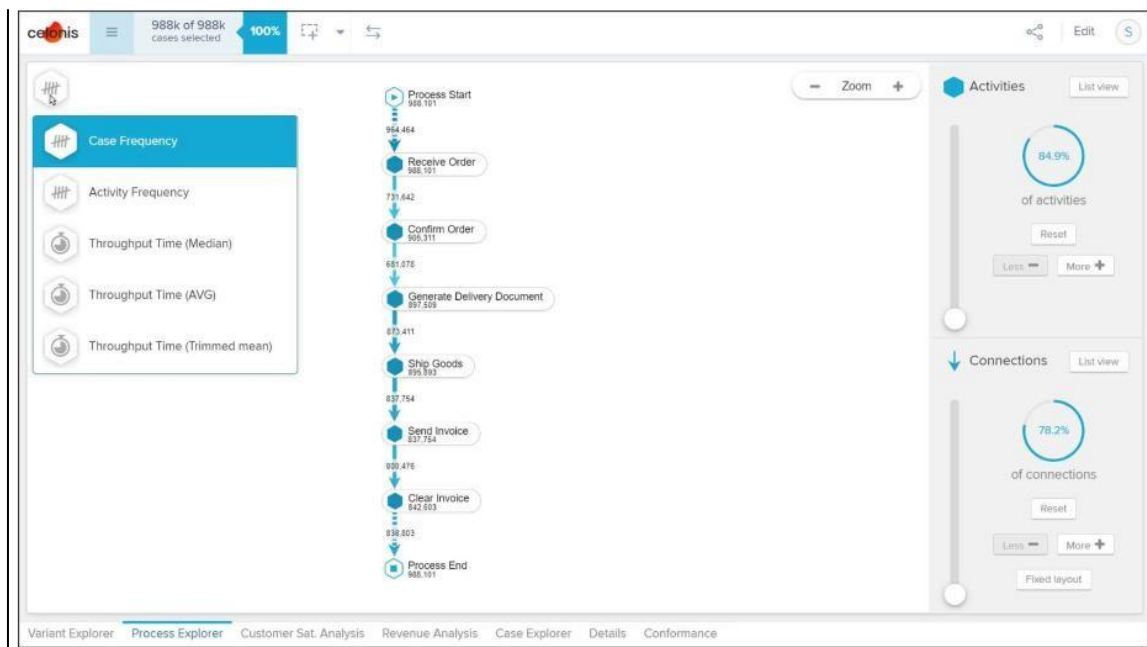 celonis
988k of 988k
cases selected
100%
Edit
S
Case Frequency
Activity Frequency
Throughput Time (Median)
Throughput Time (AVG)
Throughput Time (Trimmed mean)
Process Start
988,101
964,464
Receive Order
988,101
731,642
Confirm Order
905,311
681,078
Generate Delivery Document
897,509
873,411
Ship Goods
895,893
837,754
Send Invoice
837,754
800,476
Clear Invoice
842,603
838,803
Process End
988,101
− Zoom +
Activities
List view
84.9%
of activities
Reset
Less −
More +
Connections
List view
78.2%
of connections
Reset
Less −
More +
Fixed layout
Variant Explorer
Process Explorer
Customer Sat. Analysis
Revenue Analysis
Case Explorer
Details
Conformance